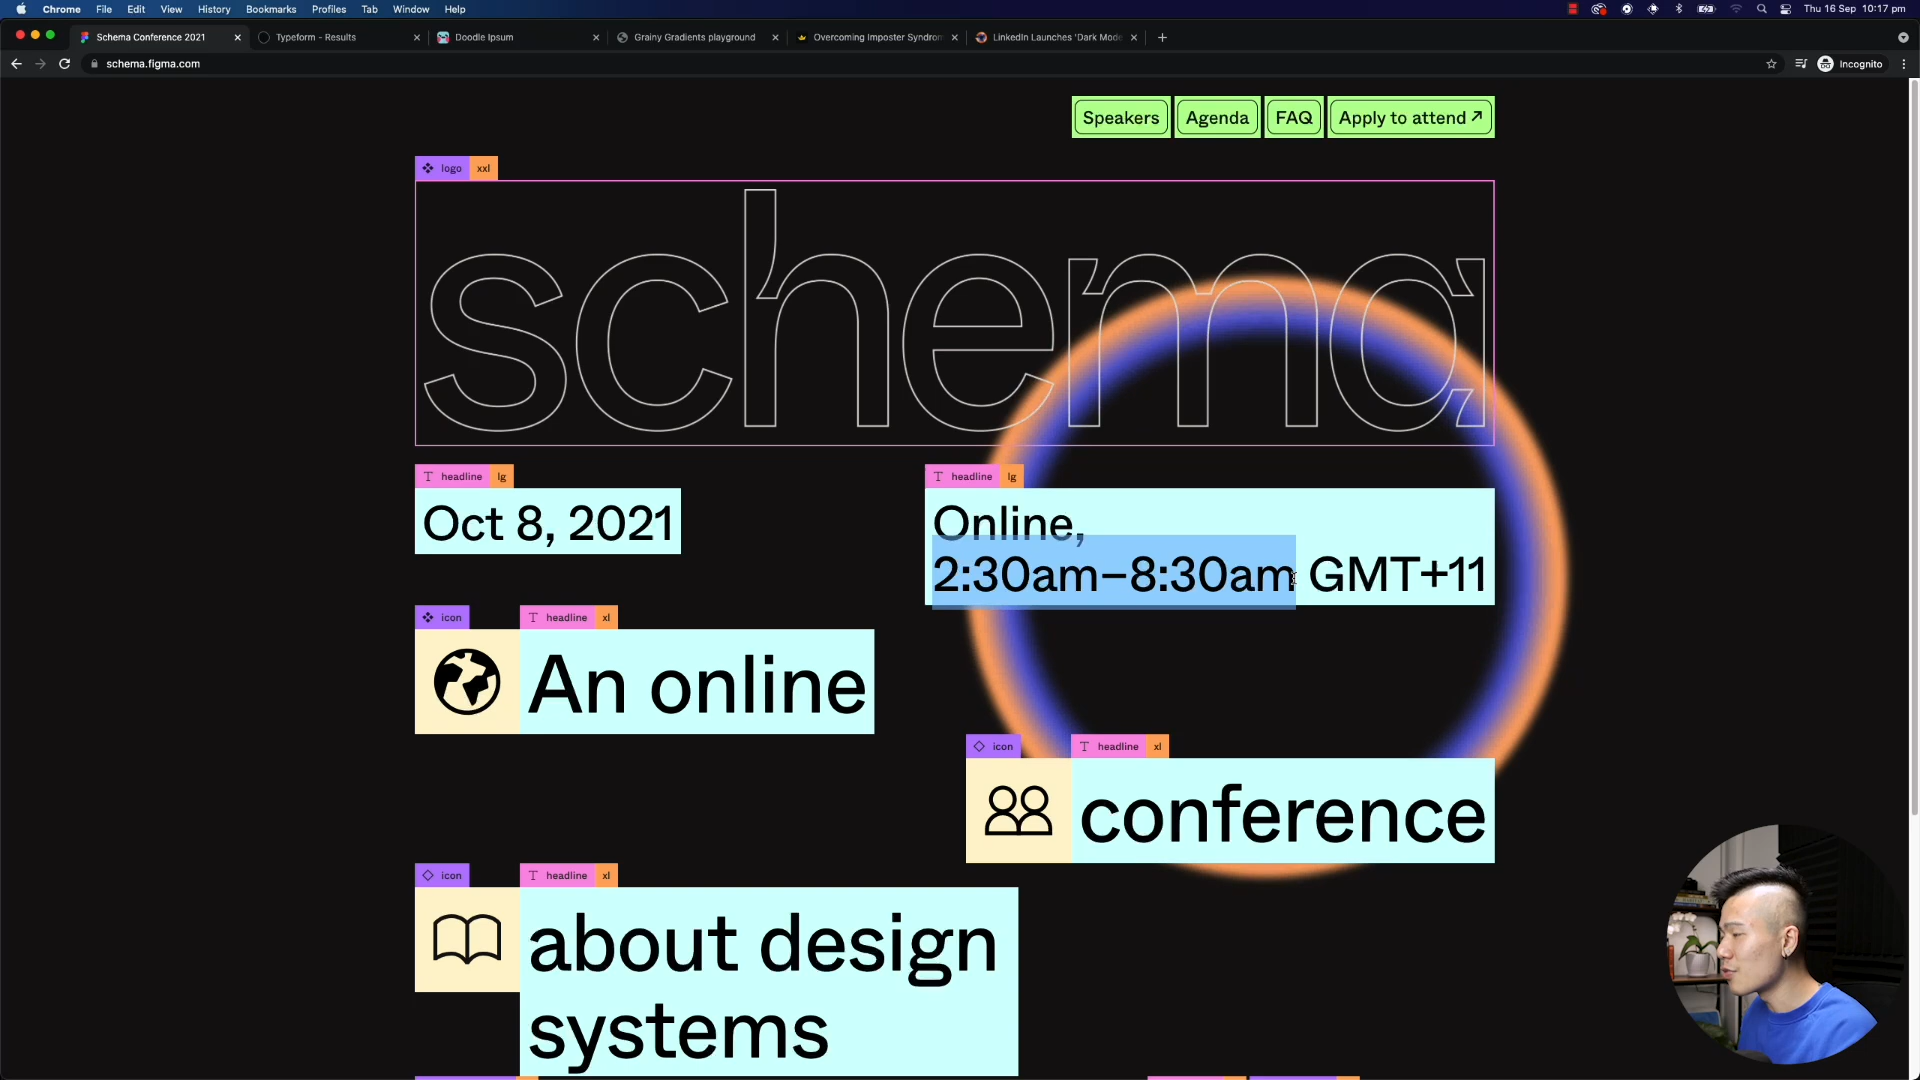 Chrome File Edit View History Bookmarks Profiles Tab Window Help
Thu 16 Sep 10:17 pm
Schema Conference 2021
Typeform - Results
Doodle Ipsum
Grainy Gradients playground
Overcoming Imposter Syndrom
LinkedIn Launches 'Dark Mode
schema.figma.com
Incognito
Speakers
Agenda
FAQ
Apply to attend ↗
logo xxl
schema
headline lg
Oct 8, 2021
headline lg
Online,
2:30am–8:30am GMT+11
icon
headline xl
An online
icon
headline xl
conference
icon
headline xl
about design
systems